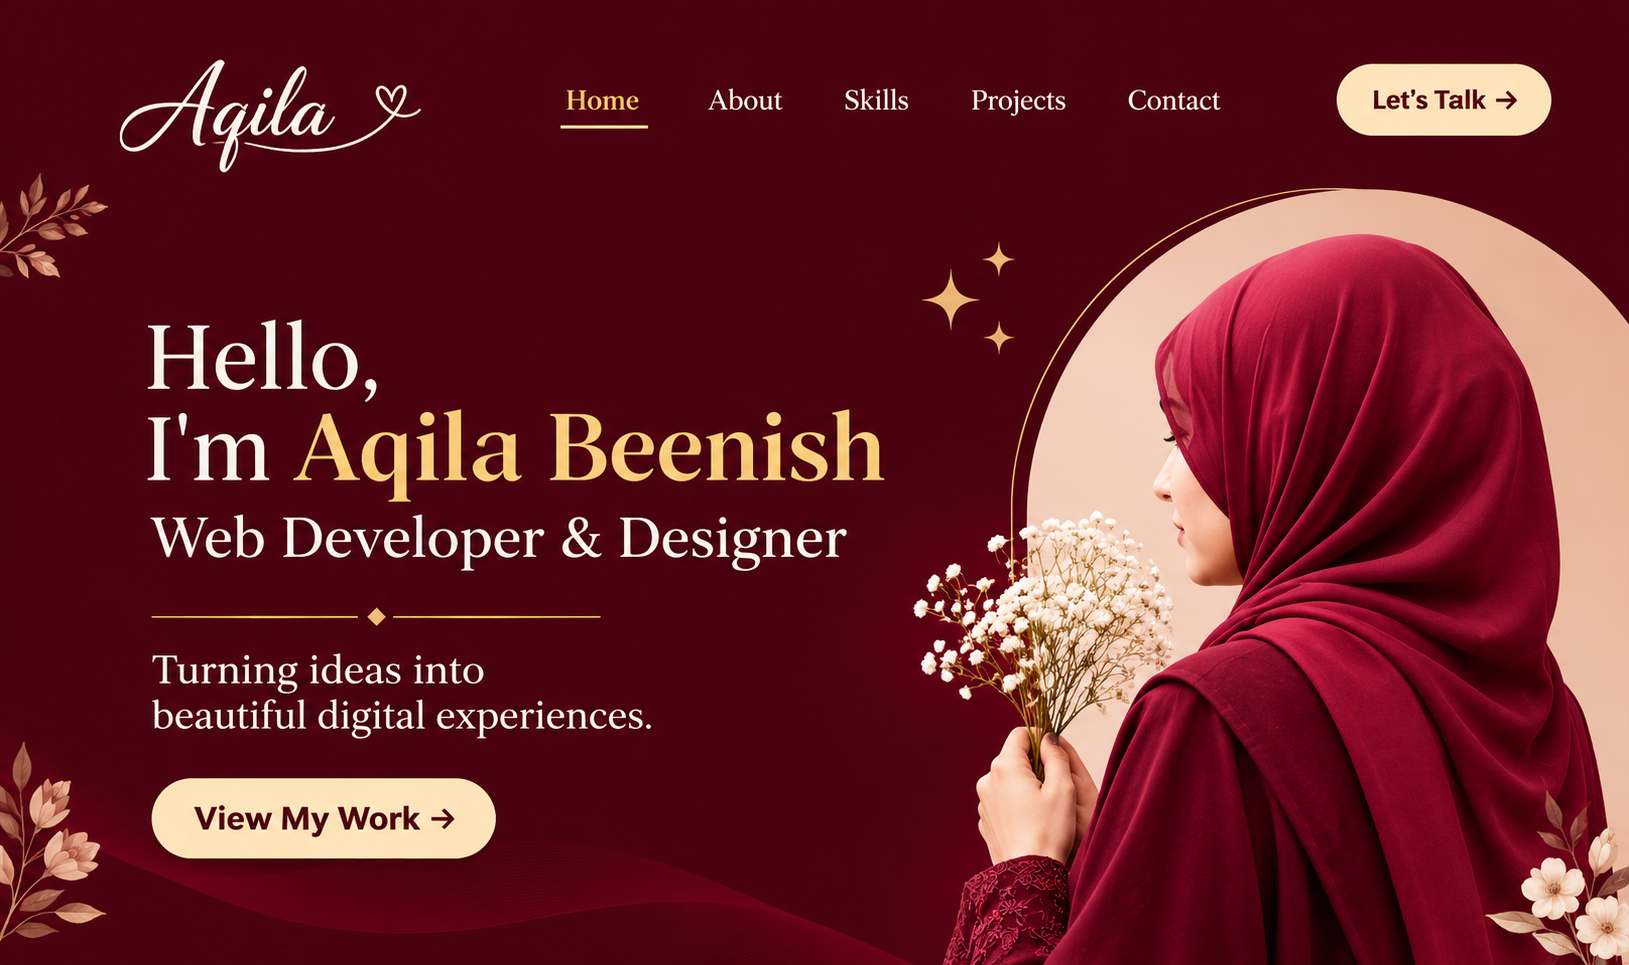 Aqila
Home About Skills Projects Contact
Let’s Talk →
Hello,
I'm Aqila Beenish
Web Developer & Designer
Turning ideas into
beautiful digital experiences.
View My Work →